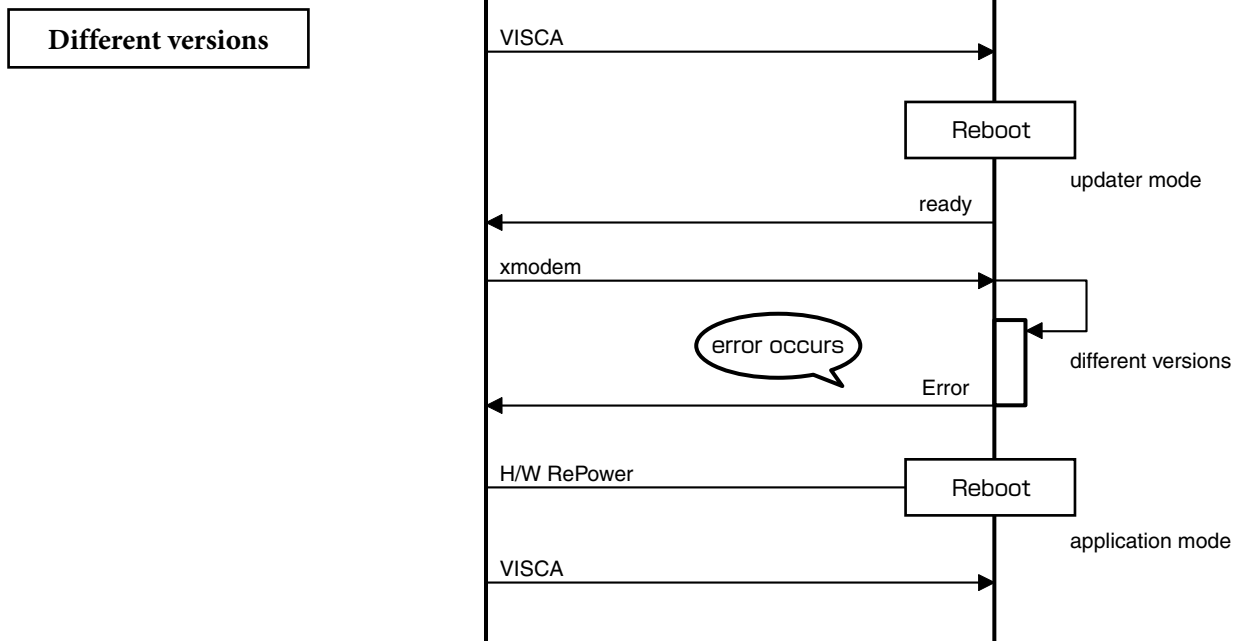 Different versions
VISCA
Reboot
updater mode
ready
xmodem
error occurs
different versions
Error
H/W RePower
Reboot
application mode
VISCA